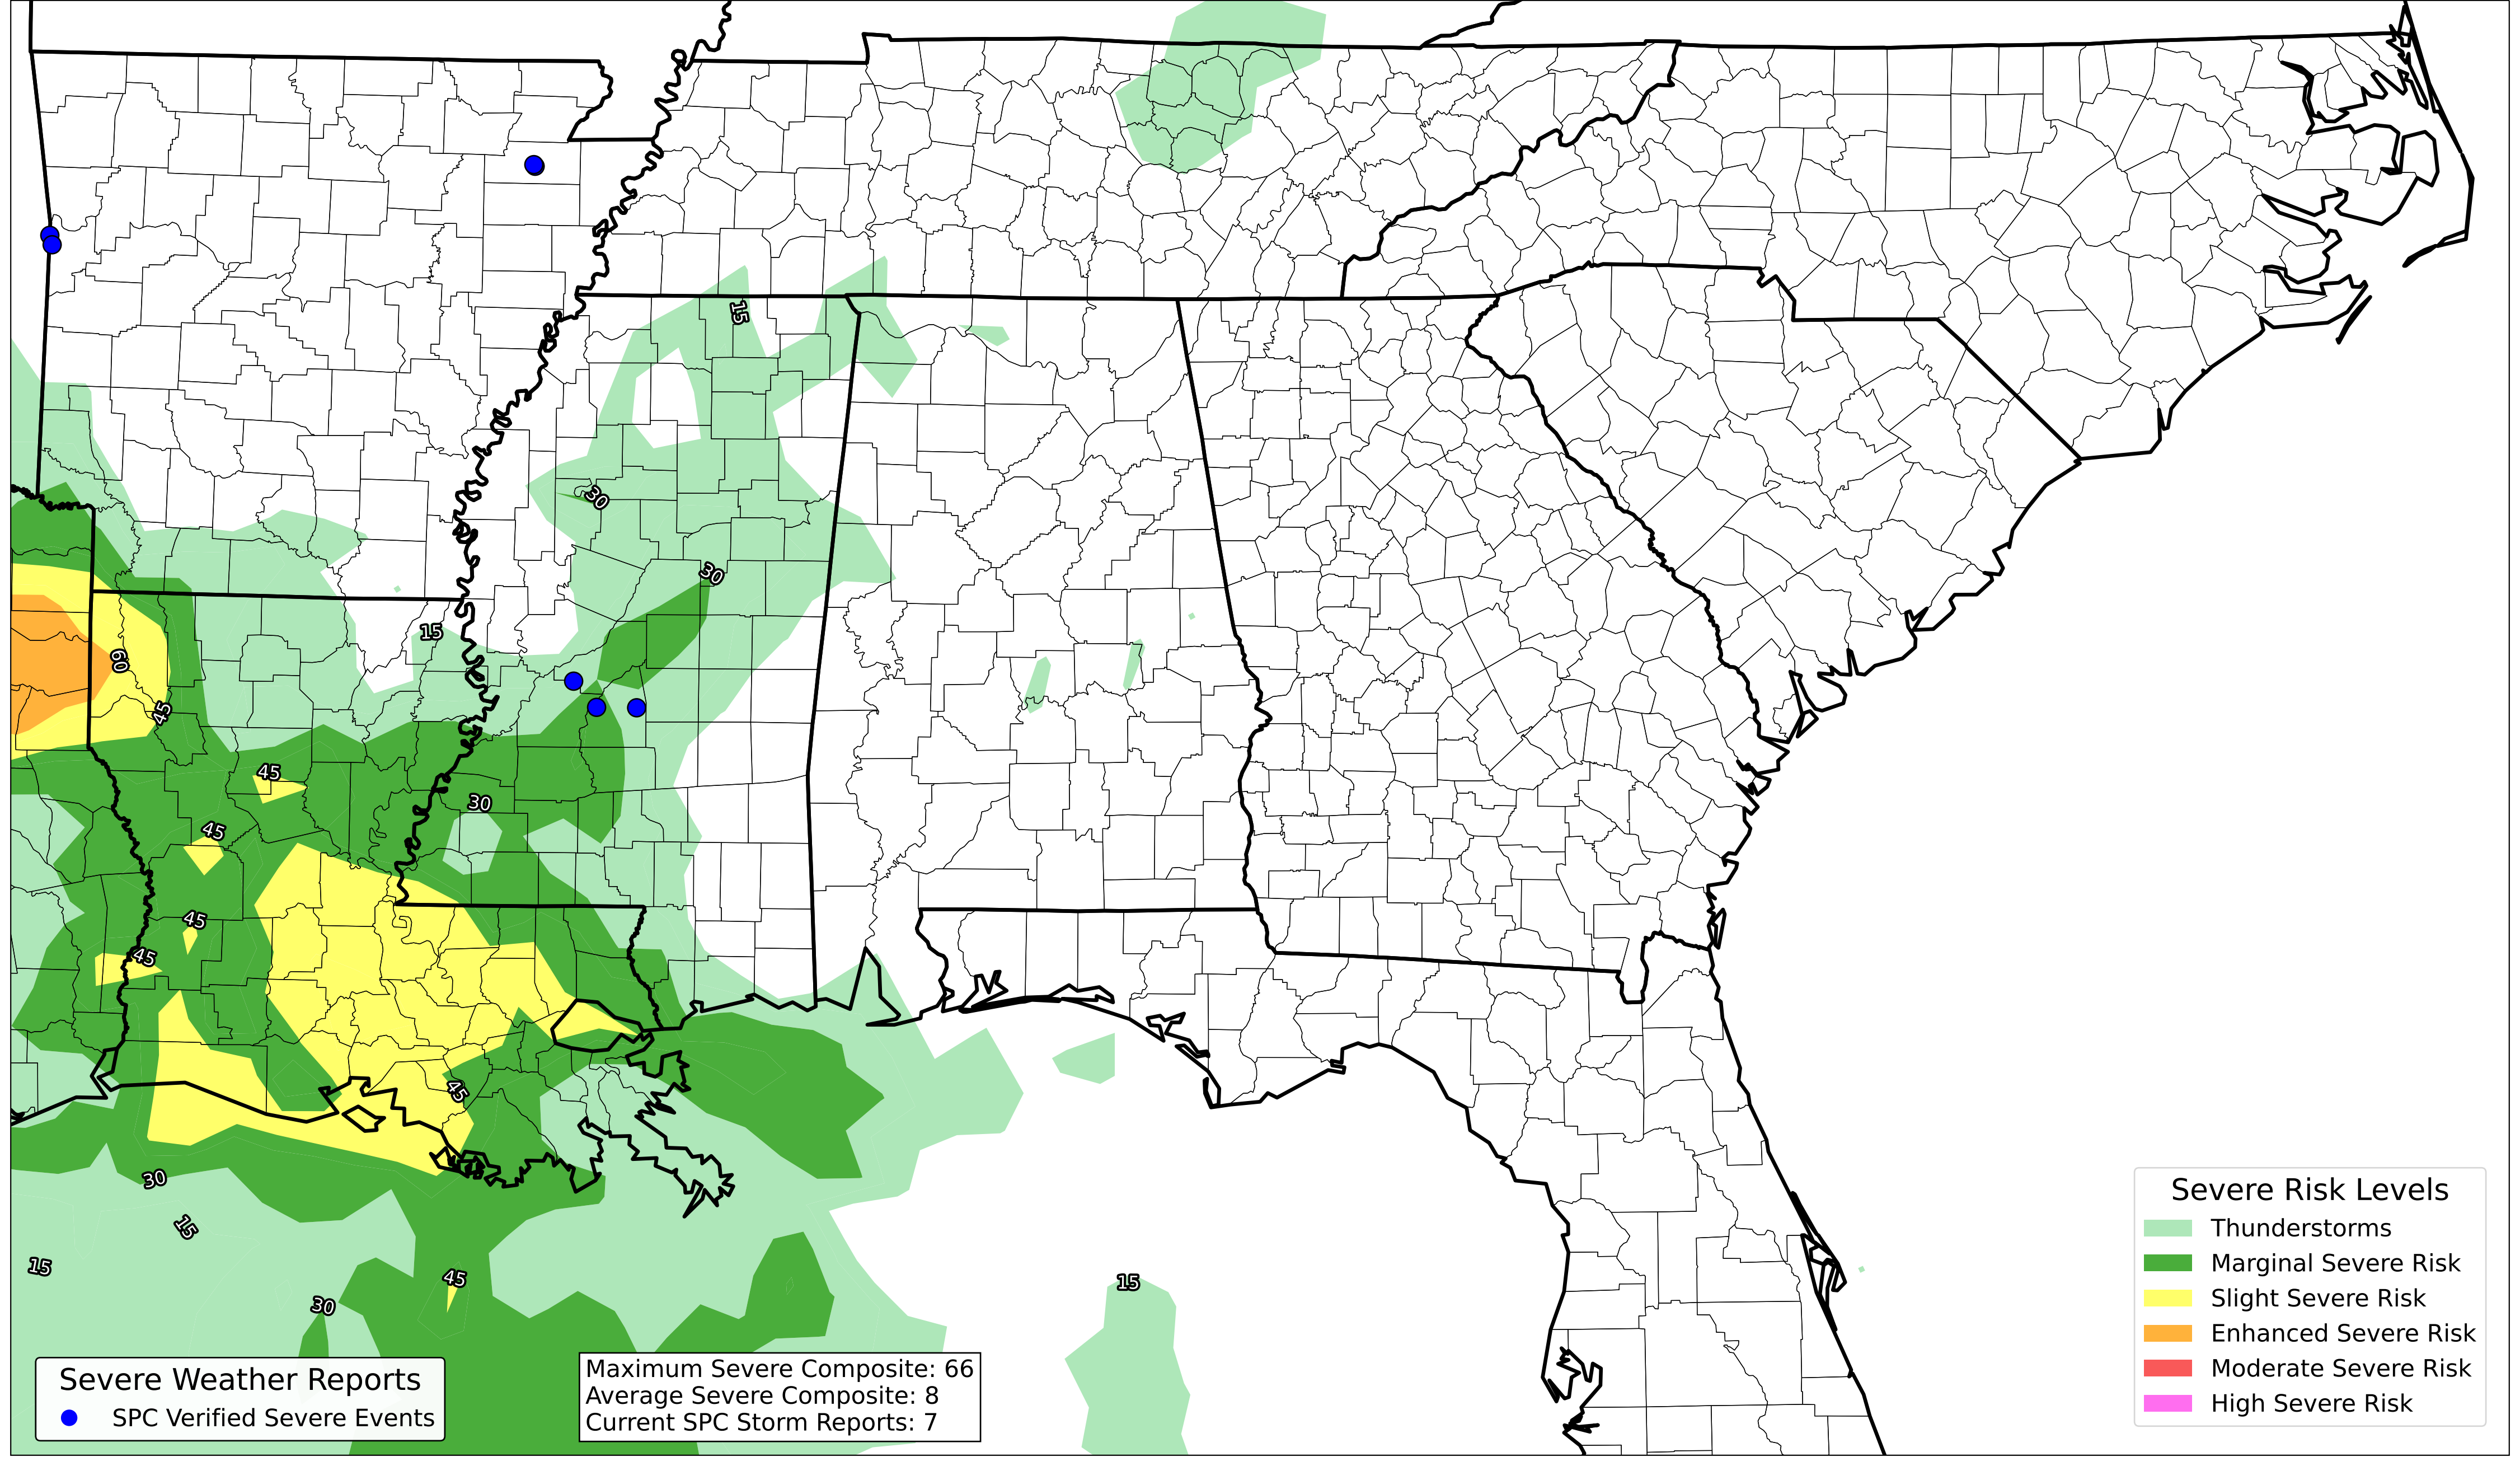 15
30
30
15
60
45
45
30
45
45
45
45
30
15
15
45
15
30
Severe Weather Reports
SPC Verified Severe Events
Maximum Severe Composite: 66
Average Severe Composite: 8
Current SPC Storm Reports: 7
Severe Risk Levels
Thunderstorms
Marginal Severe Risk
Slight Severe Risk
Enhanced Severe Risk
Moderate Severe Risk
High Severe Risk